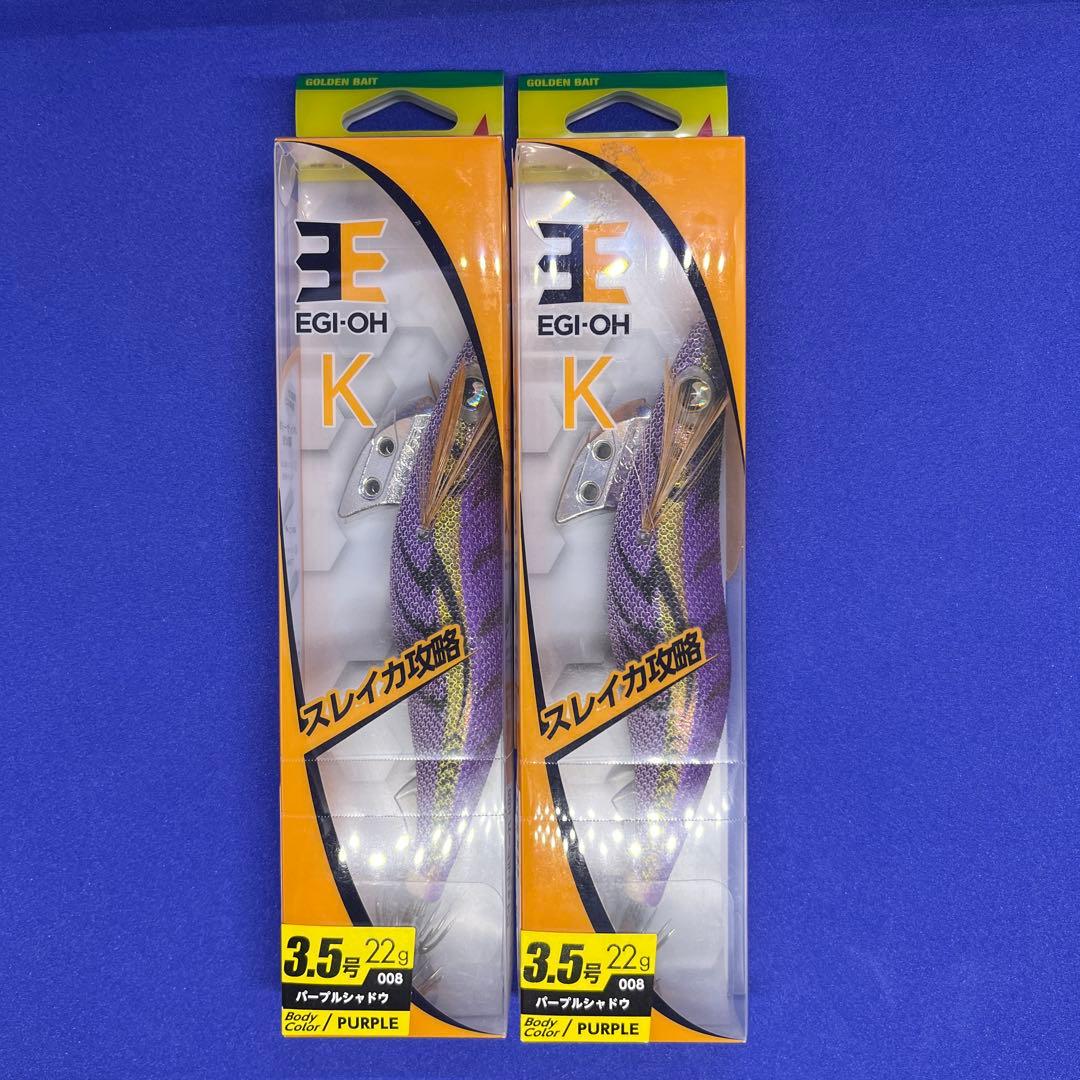 GOLDEN BAIT
EGI-OH
K
スレイカ攻略
3.5号 22g
008
パープルシャドウ
Body Color / PURPLE
GOLDEN BAIT
EGI-OH
K
スレイカ攻略
3.5号 22g
008
パープルシャドウ
Body Color / PURPLE